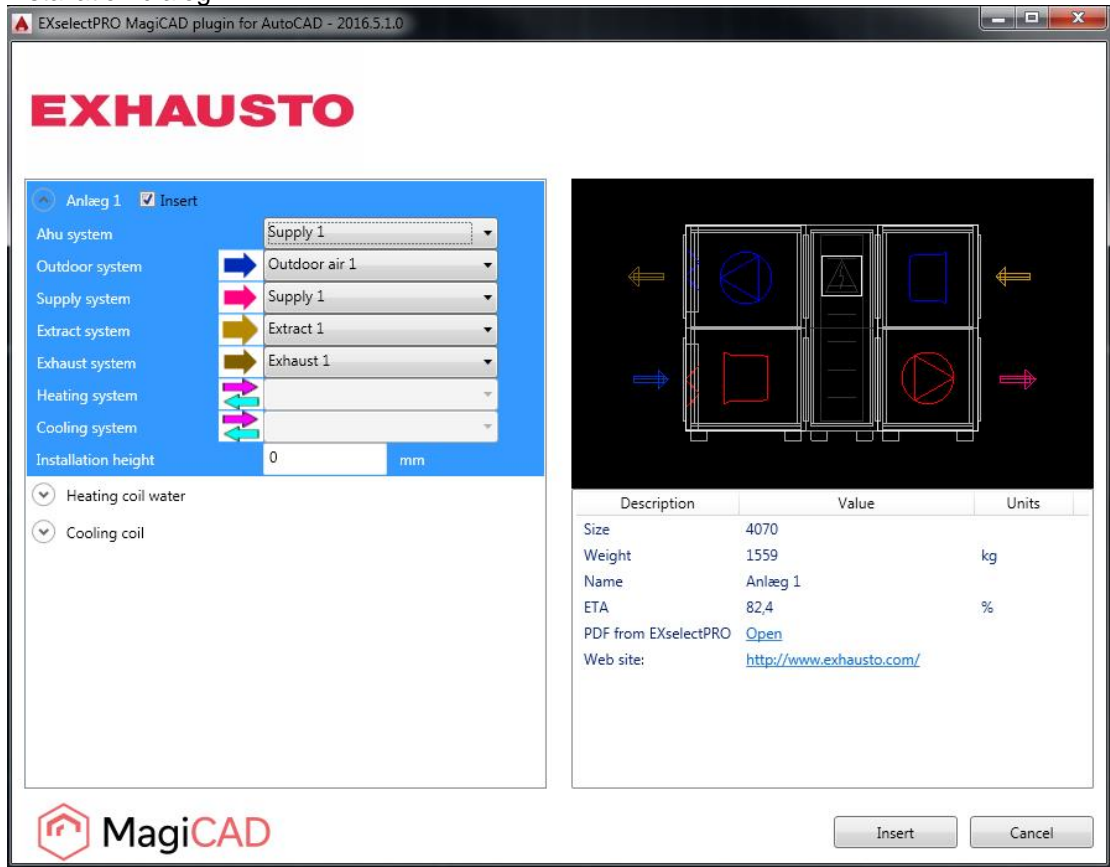 EXselectPRO MagiCAD plugin for AutoCAD - 2016.5.1.0
EXHAUSTO
Anlæg 1 Insert
Ahu system Supply 1
Outdoor system Outdoor air 1
Supply system Supply 1
Extract system Extract 1
Exhaust system Exhaust 1
Heating system
Cooling system
Installation height 0 mm
Heating coil water
Cooling coil
Description Value Units
Size 4070
Weight 1559 kg
Name Anlæg 1
ETA 82,4 %
PDF from EXselectPRO Open
Web site: http://www.exhausto.com/
MagiCAD
Insert Cancel